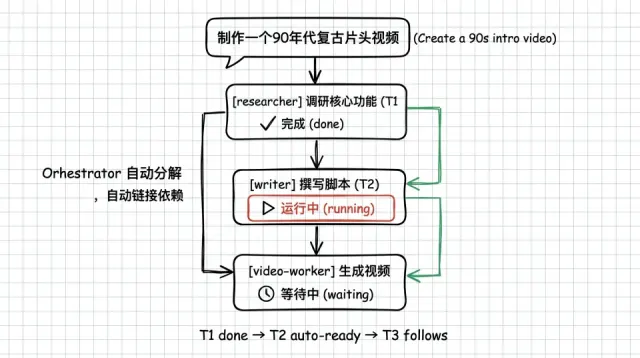 制作一个90年代复古片头视频 (Create a 90s intro video)
[researcher] 调研核心功能 (T1
完成 (done)
Orhestrator 自动分解
，自动链接依赖
[writer] 撰写脚本 (T2)
运行中 (running)
[video-worker] 生成视频
等待中 (waiting)
T1 done → T2 auto-ready → T3 follows